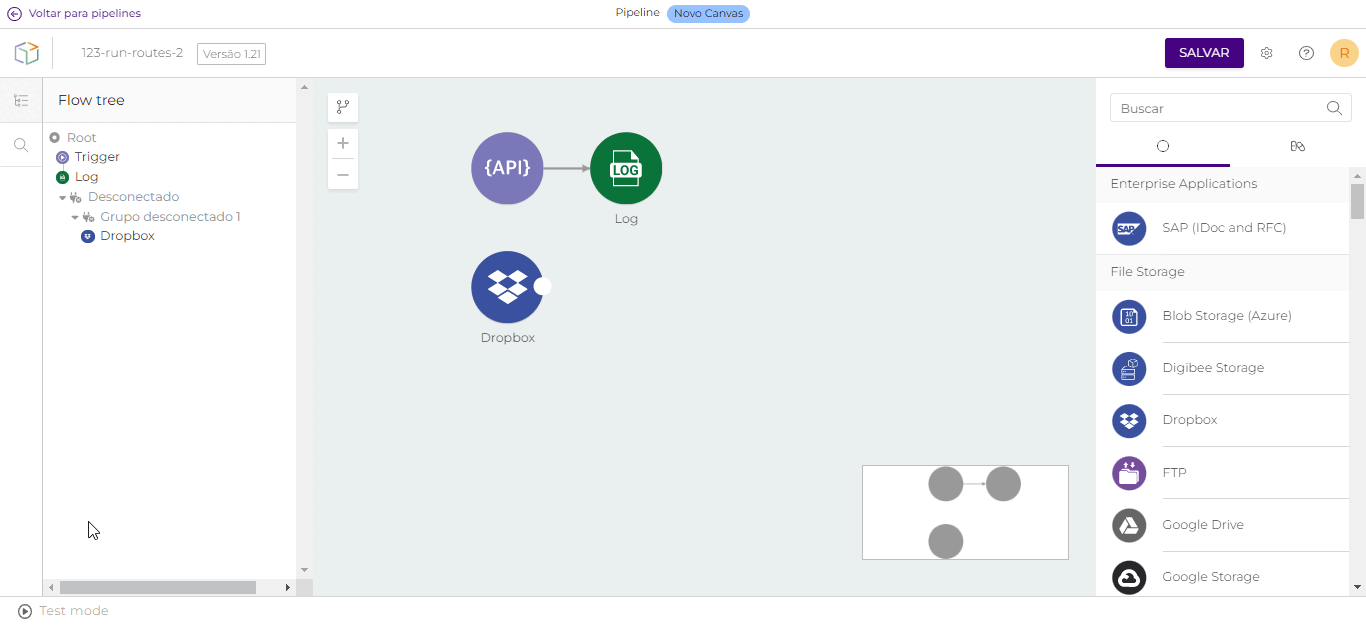 Voltar para pipelines
Pipeline Novo Canvas
123-run-routes-2 Versão 1.21
SALVAR
R
Flow tree
Root
Trigger
Log
Desconectado
Grupo desconectado 1
Dropbox
{API}
LOG
Log
Dropbox
Buscar
Enterprise Applications
SAP
SAP (IDoc and RFC)
File Storage
10
01
Blob Storage (Azure)
Digibee Storage
Dropbox
FTP
Google Drive
Google Storage
Test mode